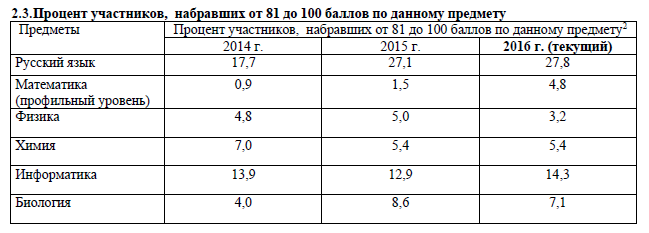 2.3.Процент участников, набравших от 81 до 100 баллов по данному предмету
Предметы
Процент участников, набравших от 81 до 100 баллов по данному предмету2
2014 г. 2015 г. 2016 г. (текущий)
Русский язык 17,7 27,1 27,8
Математика 0,9 1,5 4,8
(профильный уровень)
Физика 4,8 5,0 3,2
Химия 7,0 5,4 5,4
Информатика 13,9 12,9 14,3
Биология 4,0 8,6 7,1